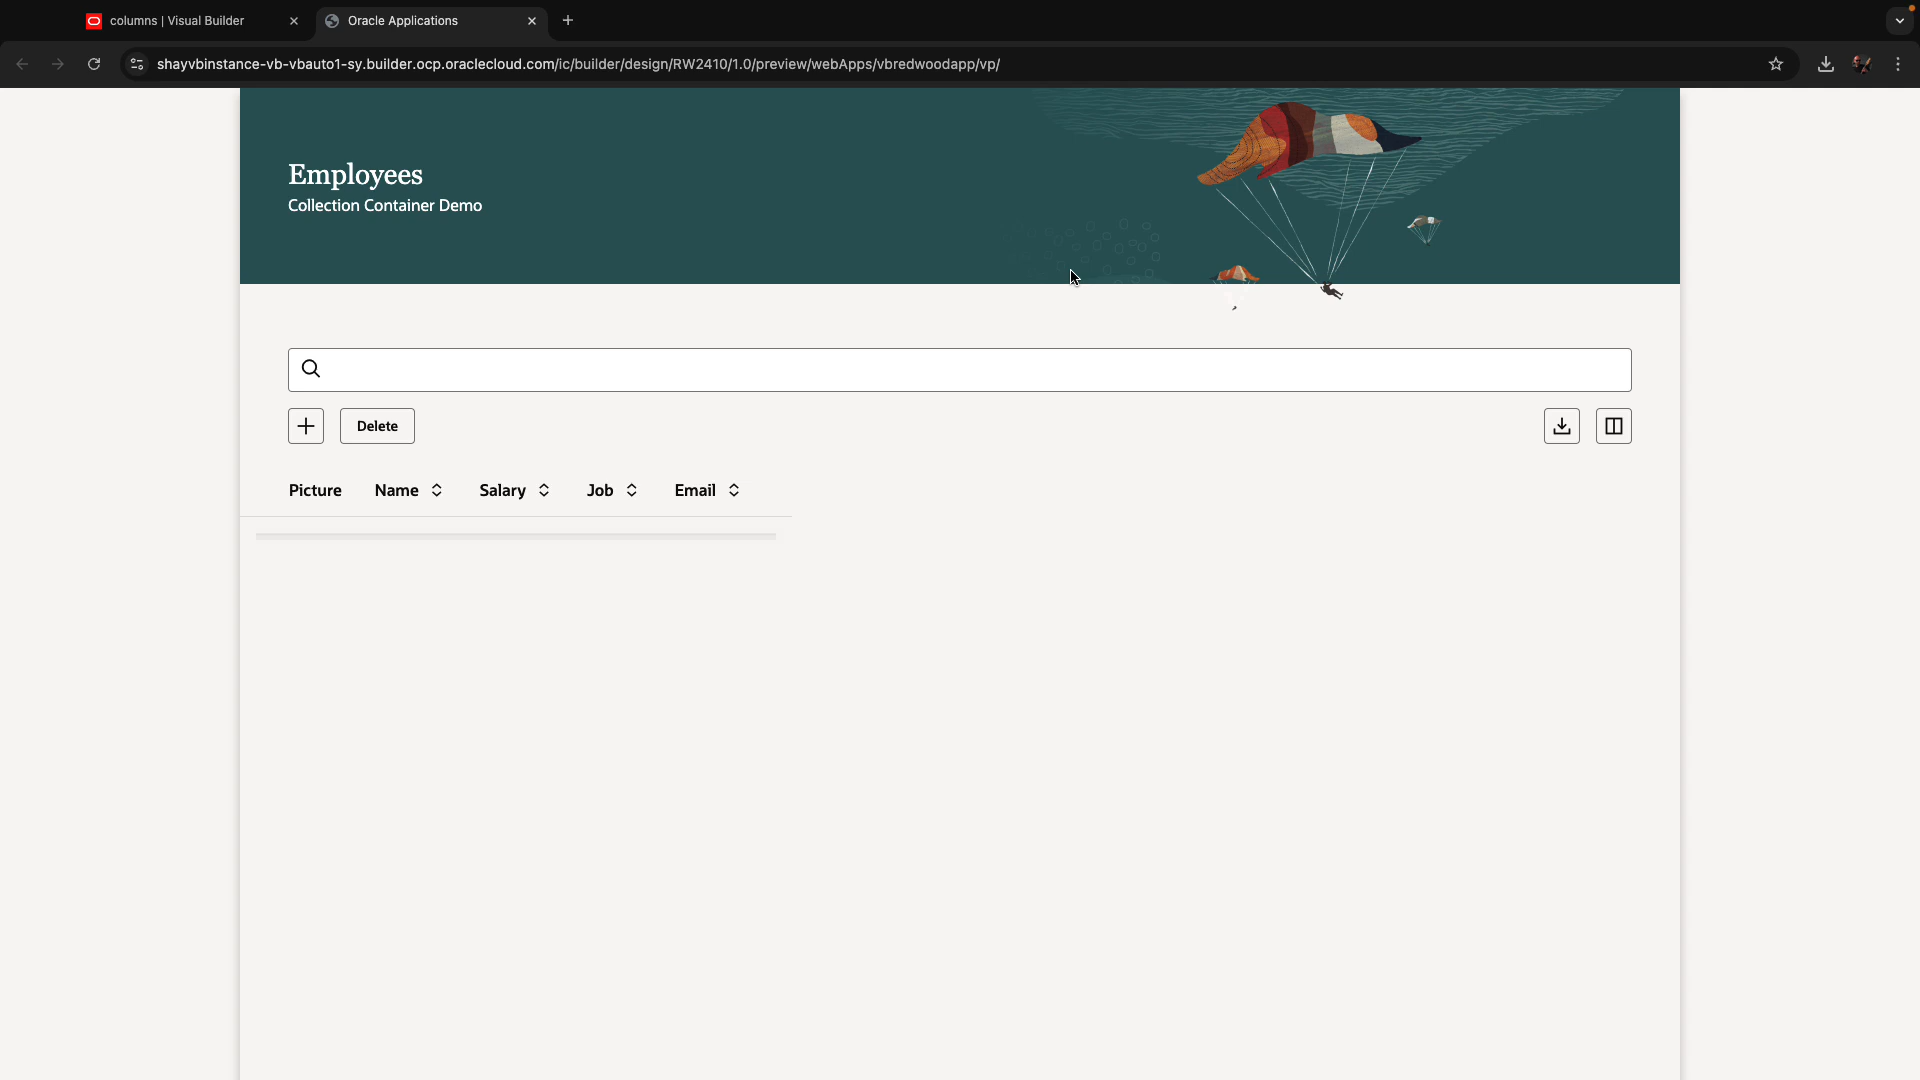 columns | Visual Builder
Oracle Applications
shayvbinstance-vb-vbauto1-sy.builder.ocp.oraclecloud.com/ic/builder/design/RW2410/1.0/preview/webApps/vbredwoodapp/vp/
Employees
Collection Container Demo
Delete
Picture Name Salary Job Email